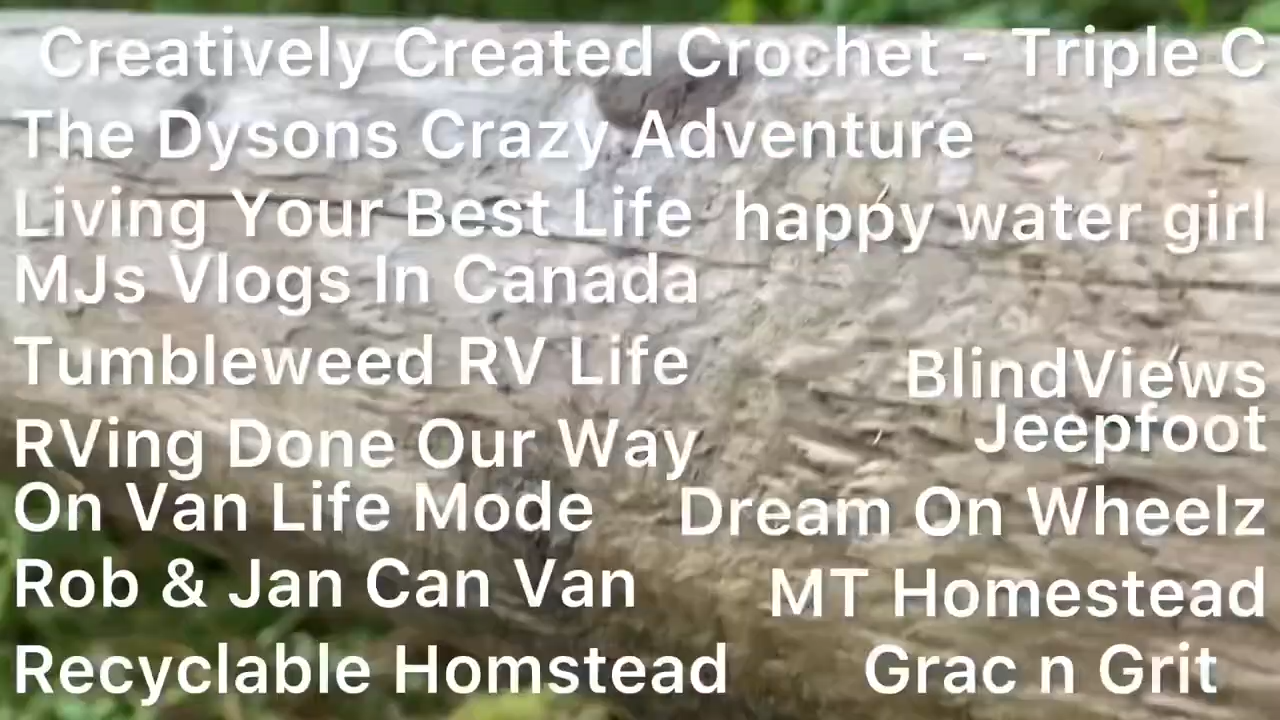 Creatively Created Crochet - Triple C
The Dysons Crazy Adventure
Living Your Best Life
happy water girl
MJs Vlogs In Canada
Tumbleweed RV Life
BlindViews
Jeepfoot
RVing Done Our Way
On Van Life Mode
Dream On Wheelz
Rob & Jan Can Van
MT Homestead
Recyclable Homstead
Grac n Grit